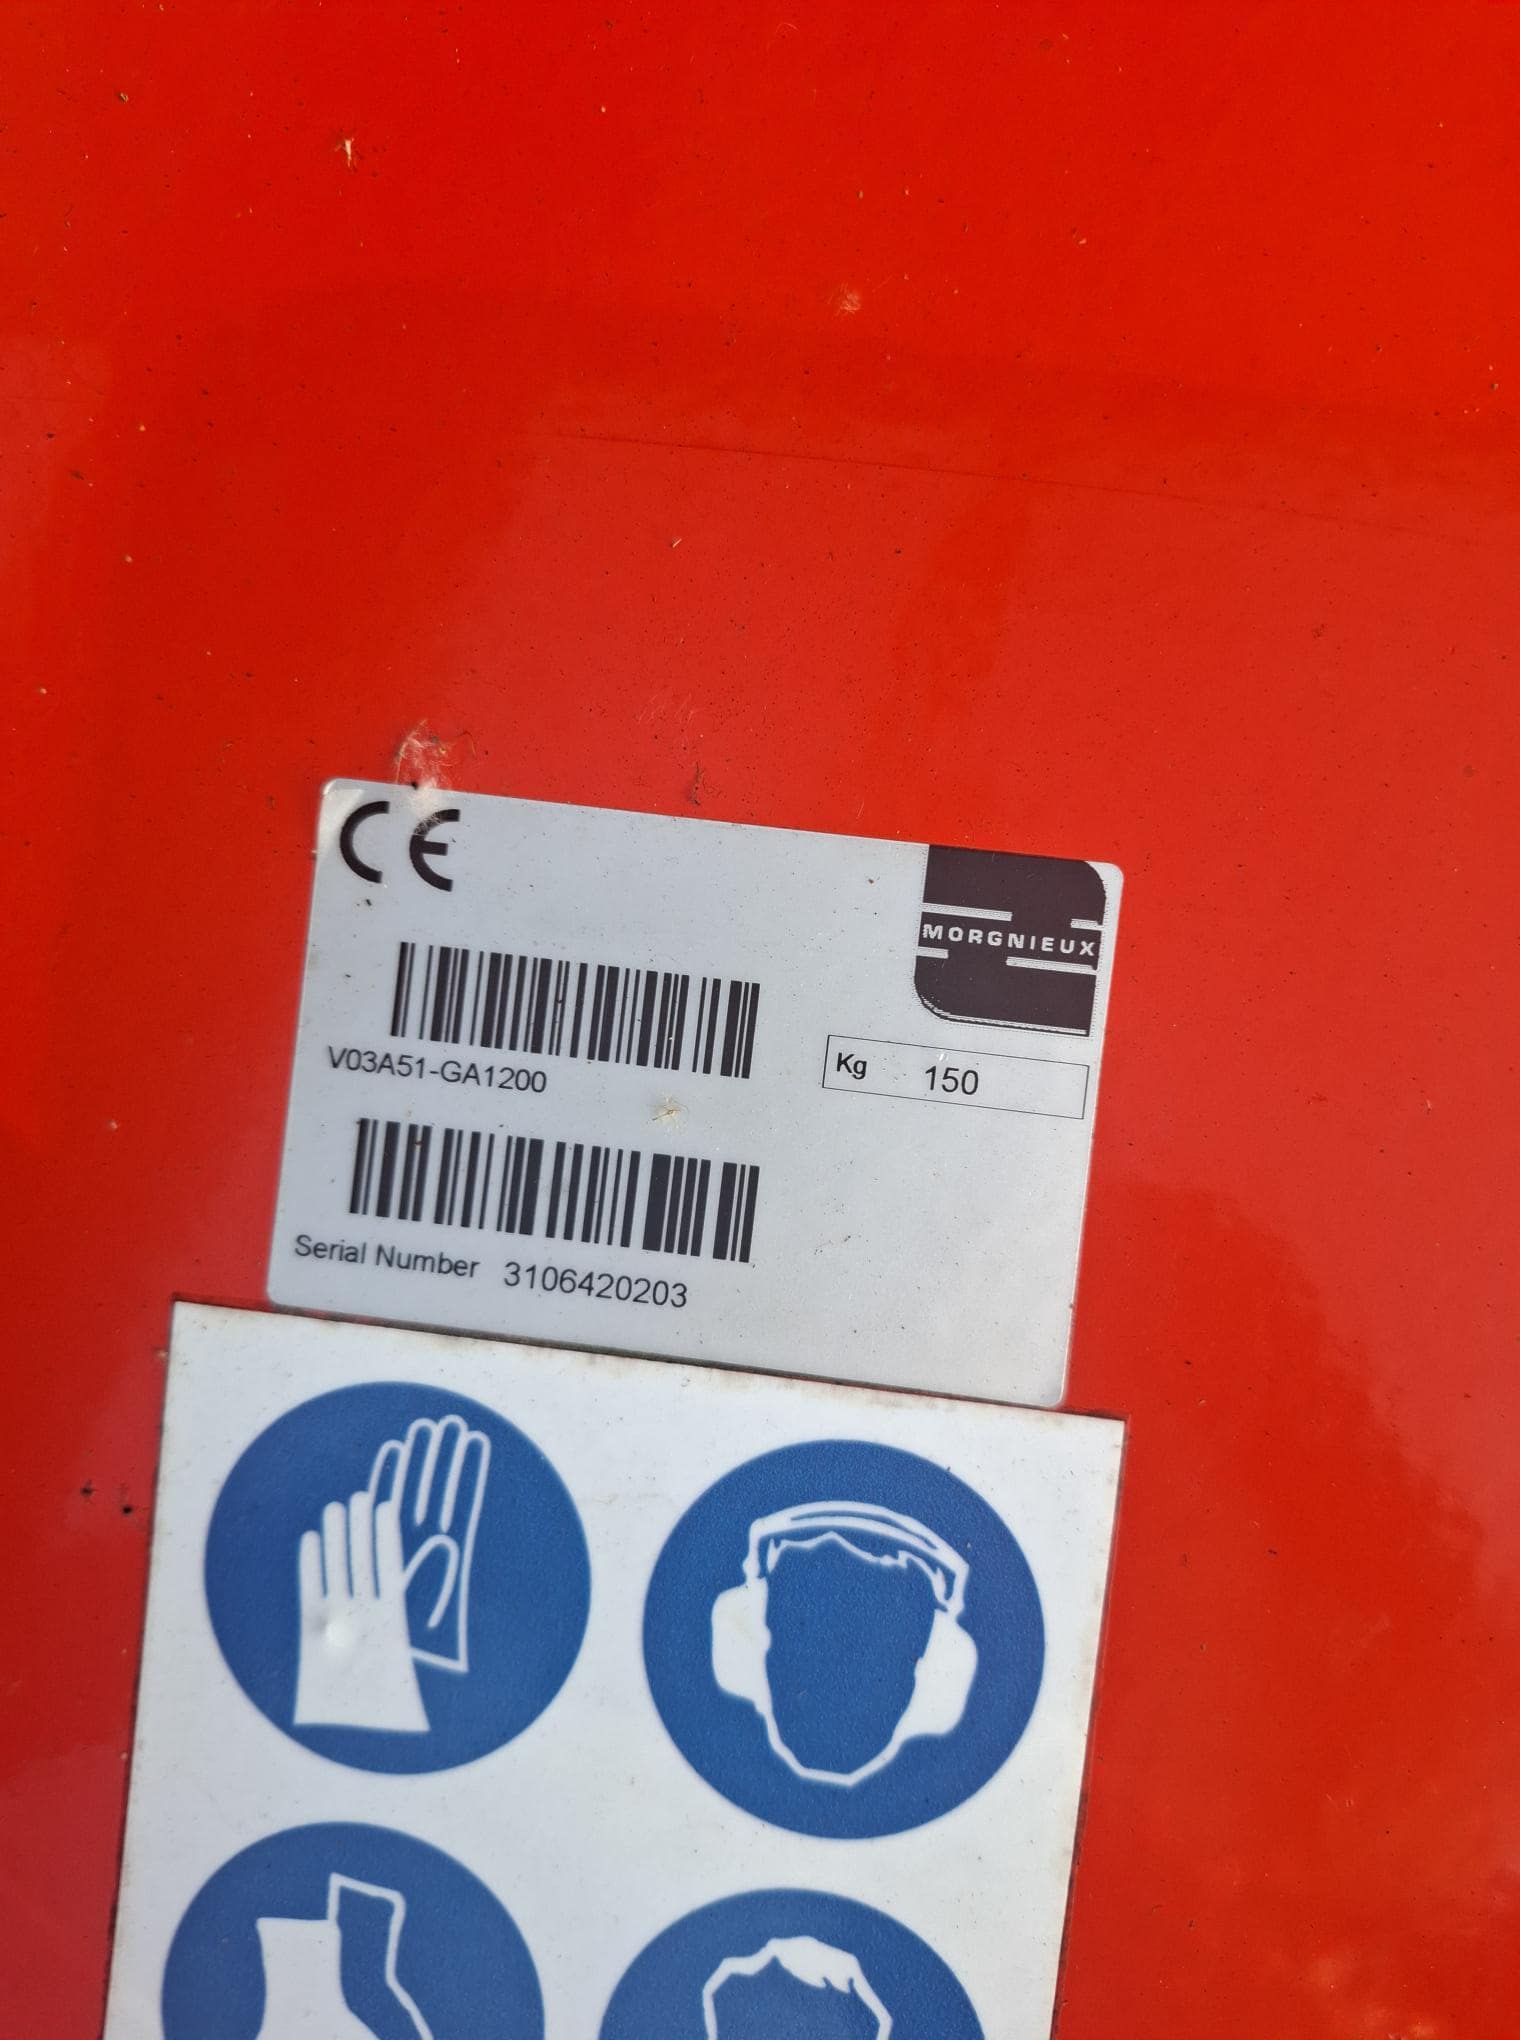 CE
MORGNIEUX
V03A51-GA1200
Kg 150
Serial Number 3106420203